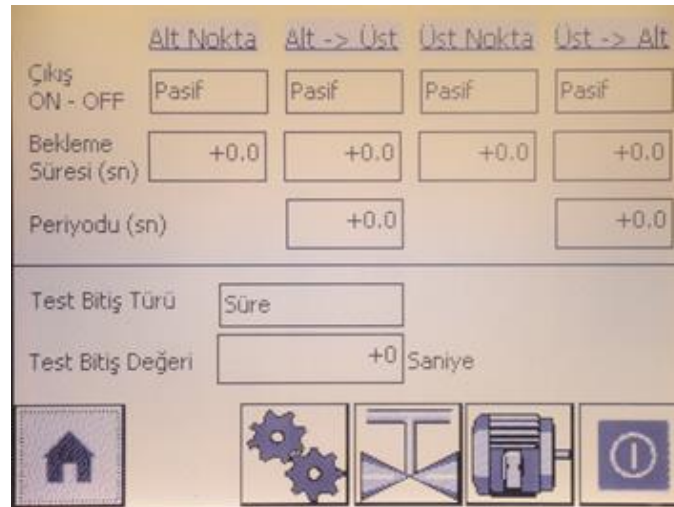 Alt Nokta Alt -> Üst Üst Nokta Üst -> Alt
Çıkış
ON - OFF Pasif Pasif Pasif Pasif
Bekleme
Süresi (sn) +0.0 +0.0 +0.0 +0.0
Periyodu (sn) +0.0 +0.0
Test Bitiş Türü Süre
Test Bitiş Değeri +0 Saniye